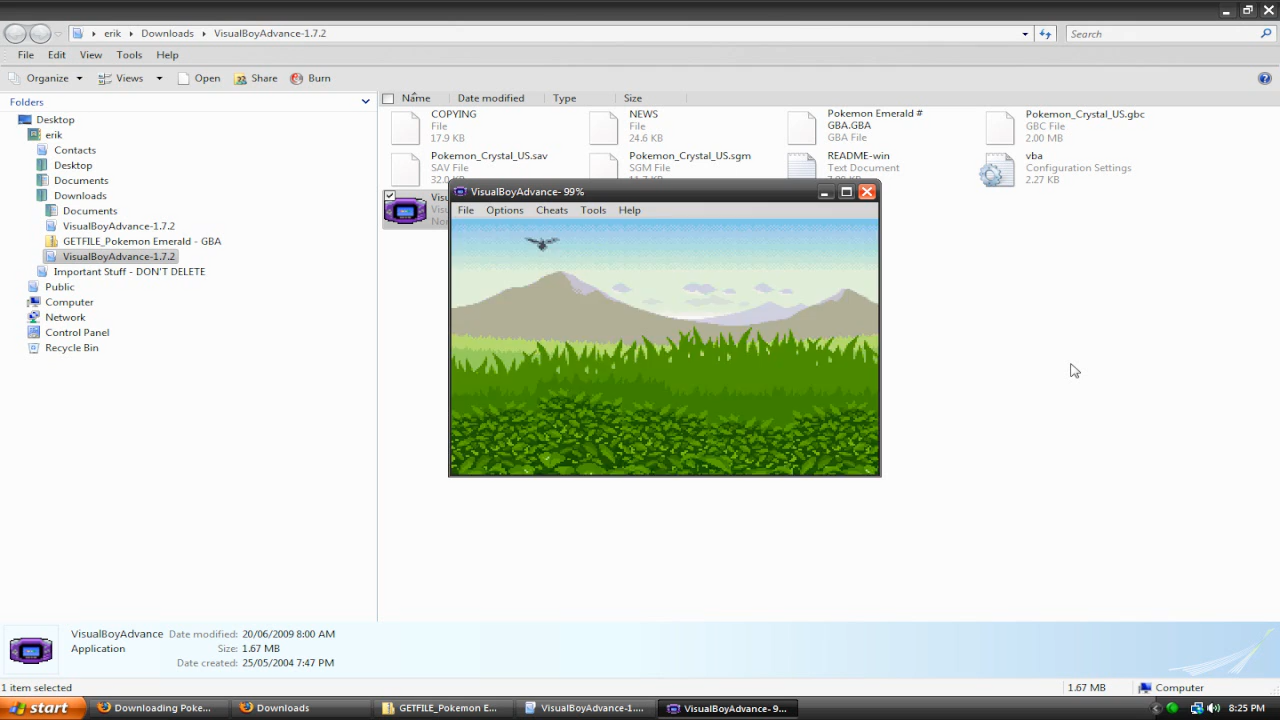 erik
Downloads
VisualBoyAdvance-1.7.2
Search
File Edit View Tools Help
Organize Views Open Share Burn
Folders
Name Date modified Type Size
Desktop
erik
Contacts
Desktop
Documents
Downloads
Documents
VisualBoyAdvance-1.7.2
GETFILE_Pokemon Emerald - GBA
VisualBoyAdvance-1.7.2
Important Stuff - DON'T DELETE
Public
Computer
Network
Control Panel
Recycle Bin
COPYING
File
17.9 KB
NEWS
File
24.6 KB
Pokemon Emerald #
GBA.GBA
GBA File
Pokemon_Crystal_US.gbc
GBC File
2.00 MB
Pokemon_Crystal_US.sav
SAV File
Pokemon_Crystal_US.sgm
SGM File
README-win
Text Document
vba
Configuration Settings
2.27 KB
VisualBoyAdvance- 99%
File Options Cheats Tools Help
VisualBoyAdvance Date modified: 20/06/2009 8:00 AM
Application Size: 1.67 MB
Date created: 25/05/2004 7:47 PM
1 item selected
1.67 MB Computer
start
Downloading Poke...
Downloads
GETFILE_Pokemon E...
VisualBoyAdvance-1....
VisualBoyAdvance- 9...
8:25 PM